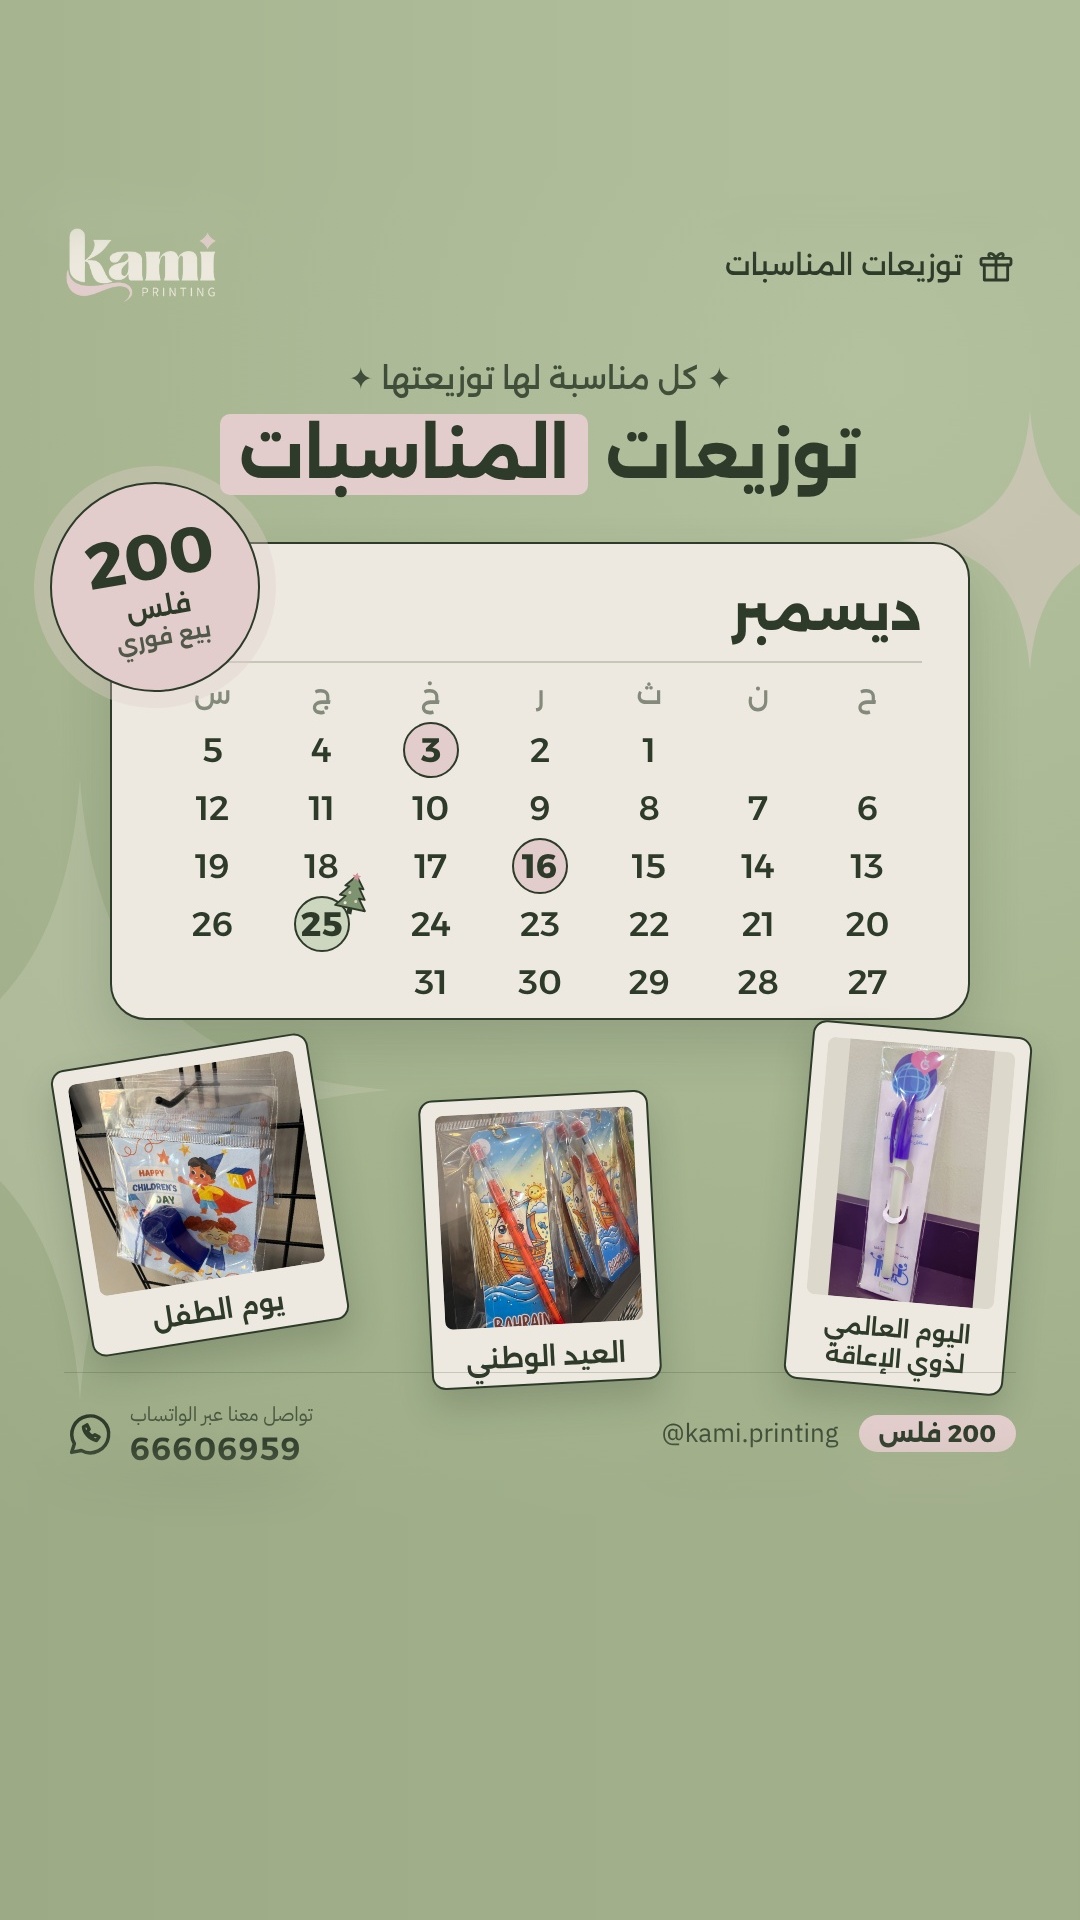 توزيعات المناسبات
kami
PRINTING
✦ كل مناسبة لها توزيعتها ✦
توزيعات المناسبات
200
فلس
بيع فوري
ديسمبر
ح ن ث ر خ ج س
1 2 3 4 5
6 7 8 9 10 11 12
13 14 15 16 17 18 19
20 21 22 23 24 25 26
27 28 29 30 31
HAPPY
CHILDREN'S
DAY
يوم الطفل
BAHRAIN
العيد الوطني
اليوم العالمي
لذوي الإعاقة
200 فلس
@kami.printing
تواصل معنا عبر الواتساب
66606959